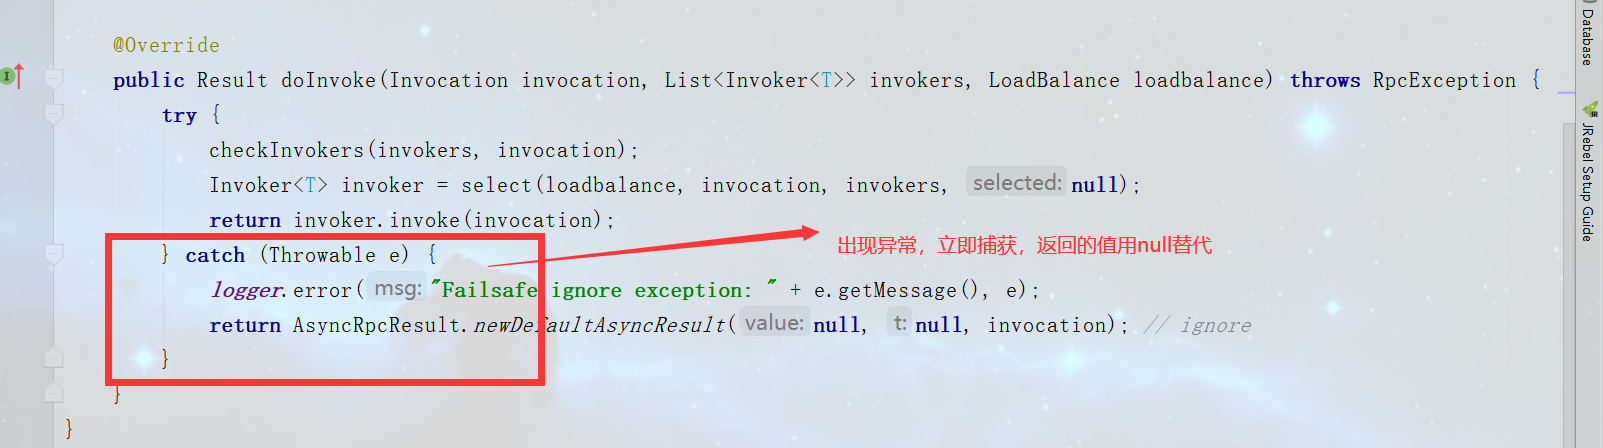 @Override
public Result doInvoke(Invocation invocation, List<Invoker<T>> invokers, LoadBalance loadbalance) throws RpcException {
try {
checkInvokers(invokers, invocation);
Invoker<T> invoker = select(loadbalance, invocation, invokers, selected: null);
return invoker.invoke(invocation);
} catch (Throwable e) {
出现异常，立即捕获，返回的值用null替代
logger.error( msg: "Failsafe ignore exception: " + e.getMessage(), e);
return AsyncRpcResult.newDefaultAsyncResult( value: null, t: null, invocation); // ignore
}
}
}
Database
JR
JRebel Setup Guide
I